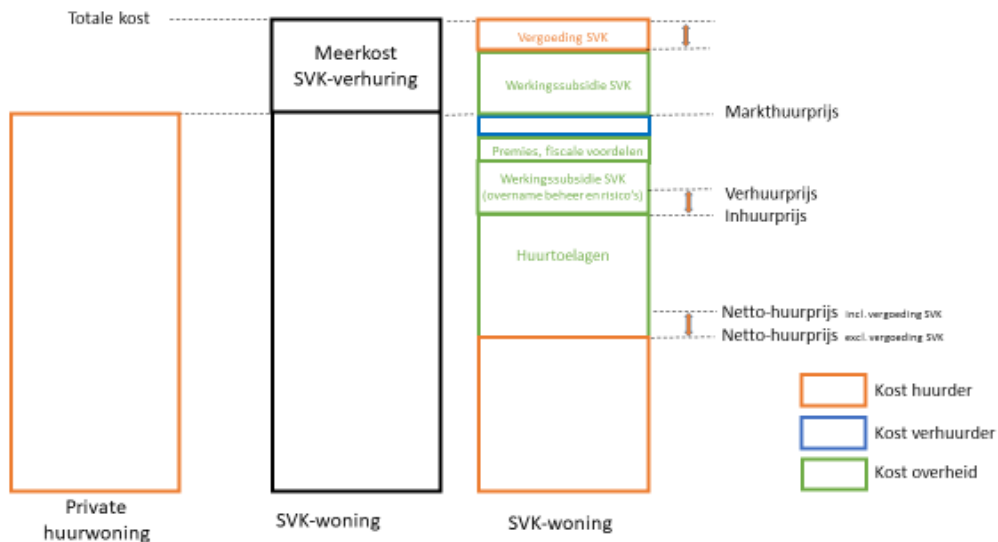 Totale kost
Meerkost
SVK-verhuring
Vergoeding SVK
Werkingssubsidie SVK
Markthuurprijs
Premies, fiscale voordelen
Werkingssubsidie SVK
(overname beheer en risico's)
Verhuurprijs
Inhuurprijs
Huurtoelagen
Netto-huurprijs incl. vergoeding SVK
Netto-huurprijs excl. vergoeding SVK
Kost huurder
Kost verhuurder
Kost overheid
Private
huurwoning
SVK-woning
SVK-woning